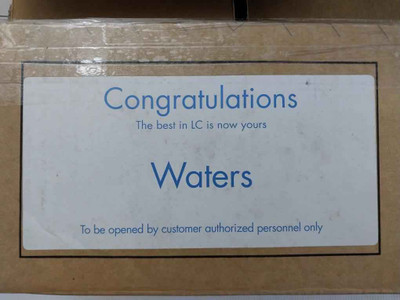 Congratulations
The best in LC is now yours
Waters
To be opened by customer authorized personnel only